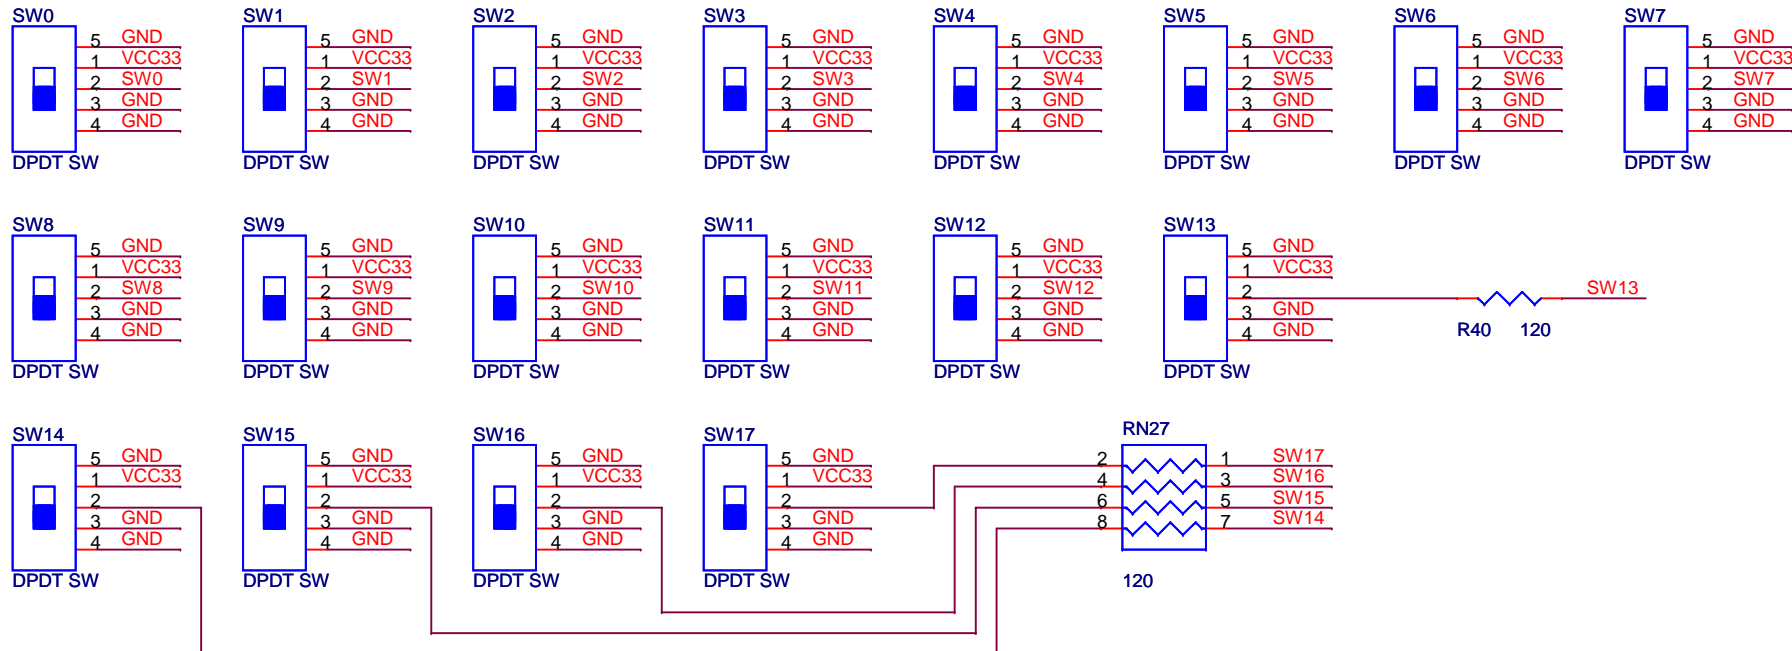 SW0 SW1 SW2 SW3 SW4 SW5 SW6 SW7
5 GND 5 GND 5 GND 5 GND 5 GND 5 GND 5 GND 5 GND
1 VCC33 1 VCC33 1 VCC33 1 VCC33 1 VCC33 1 VCC33 1 VCC33 1 VCC33
2 SW0 2 SW1 2 SW2 2 SW3 2 SW4 2 SW5 2 SW6 2 SW7
3 GND 3 GND 3 GND 3 GND 3 GND 3 GND 3 GND 3 GND
4 GND 4 GND 4 GND 4 GND 4 GND 4 GND 4 GND 4 GND
DPDT SW DPDT SW DPDT SW DPDT SW DPDT SW DPDT SW DPDT SW DPDT SW
SW8 SW9 SW10 SW11 SW12 SW13
5 GND 5 GND 5 GND 5 GND 5 GND 5 GND
1 VCC33 1 VCC33 1 VCC33 1 VCC33 1 VCC33 1 VCC33
2 SW8 2 SW9 2 SW10 2 SW11 2 SW12 2 SW13
3 GND 3 GND 3 GND 3 GND 3 GND 3 GND
4 GND 4 GND 4 GND 4 GND 4 GND 4 GND R40 120
DPDT SW DPDT SW DPDT SW DPDT SW DPDT SW DPDT SW
SW14 SW15 SW16 SW17 RN27
5 GND 5 GND 5 GND 5 GND 2 1 SW17
1 VCC33 1 VCC33 1 VCC33 1 VCC33 4 3 SW16
2 2 2 2 6 5 SW15
3 GND 3 GND 3 GND 3 GND 8 7 SW14
4 GND 4 GND 4 GND 4 GND
DPDT SW DPDT SW DPDT SW DPDT SW 120